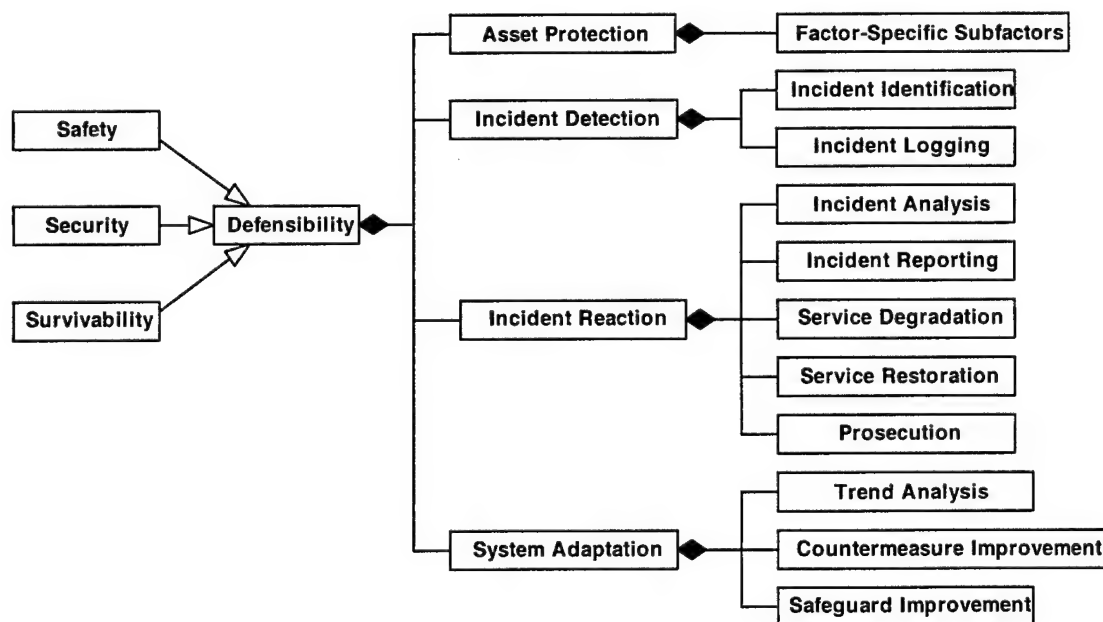 Safety
Security
Survivability
Defensibility
Asset Protection
Factor-Specific Subfactors
Incident Detection
Incident Identification
Incident Logging
Incident Reaction
Incident Analysis
Incident Reporting
Service Degradation
Service Restoration
Prosecution
System Adaptation
Trend Analysis
Countermeasure Improvement
Safeguard Improvement